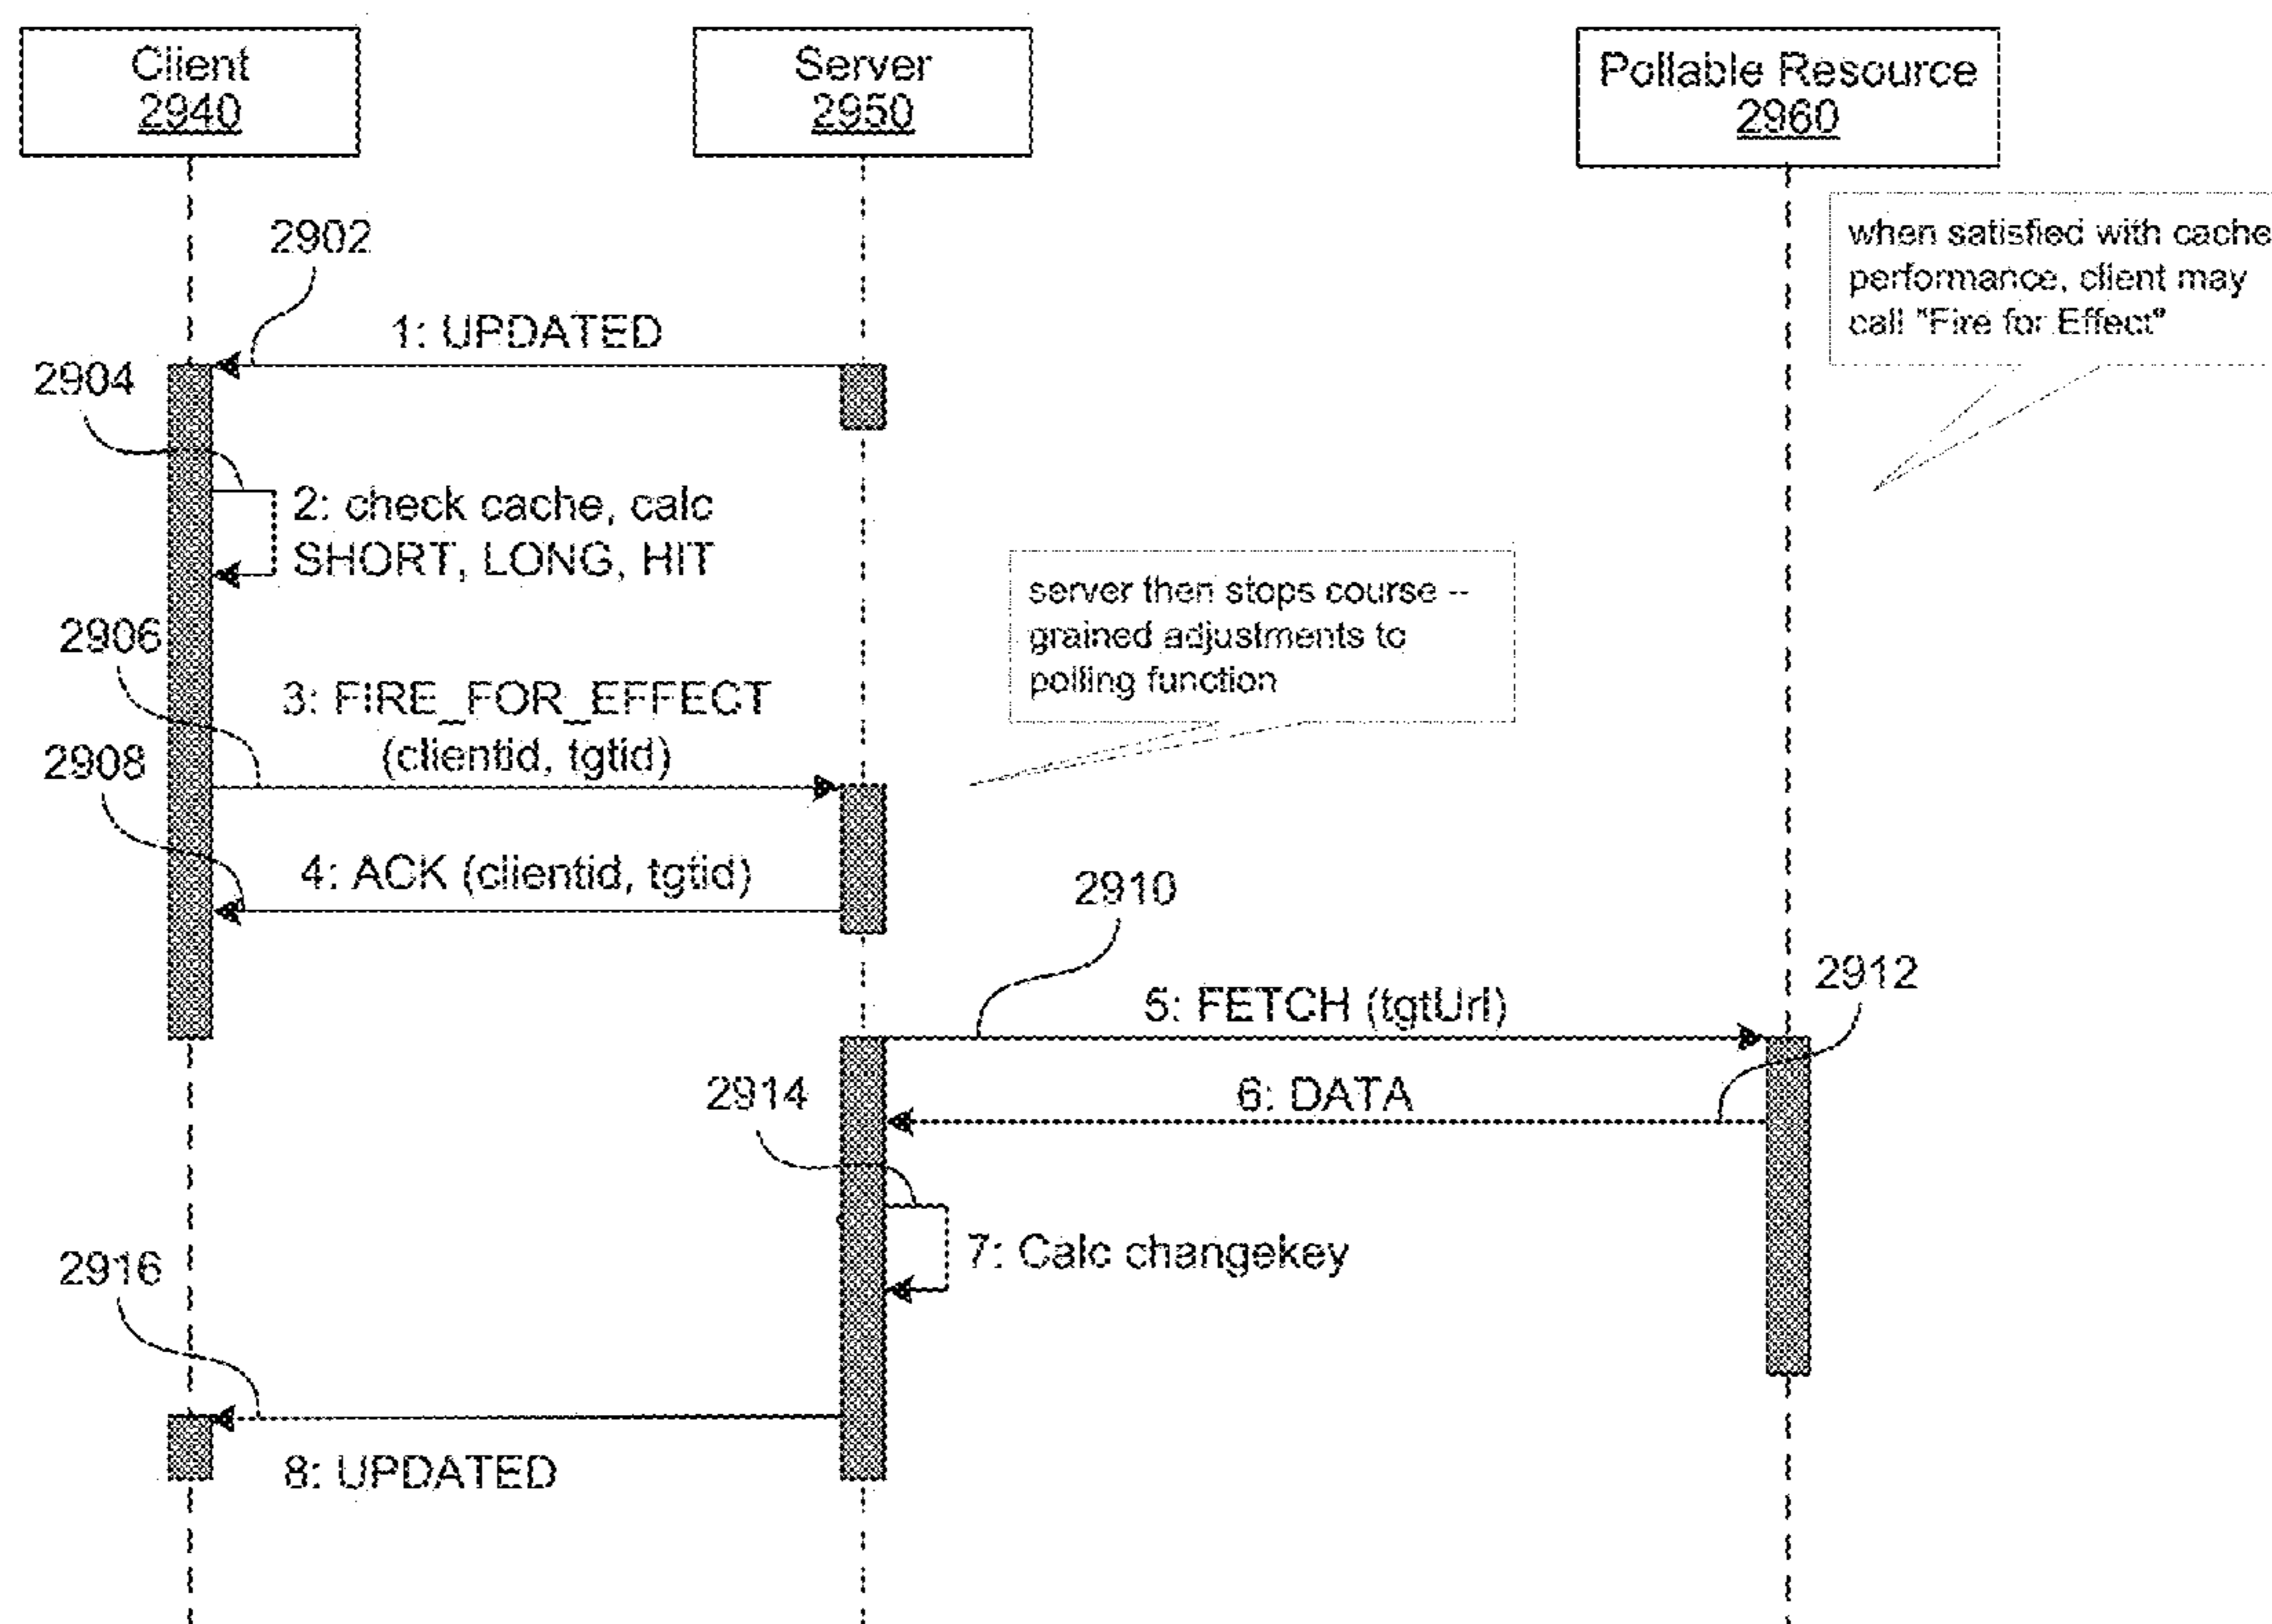 Client
2940
Server
2950
Pollable Resource
2960
when satisfied with cache
performance, client may
call "Fire for Effect"
2902
1: UPDATED
2904
2: check cache, calc
SHORT, LONG, HIT
server then stops course --
grained adjustments to
polling function
2906
3: FIRE_FOR_EFFECT
(clientid, tgtid)
2908
4: ACK (clientid, tgtid)
2910
5: FETCH (tgtUrl)
2912
6: DATA
2914
7: Calc changekey
2916
8: UPDATED